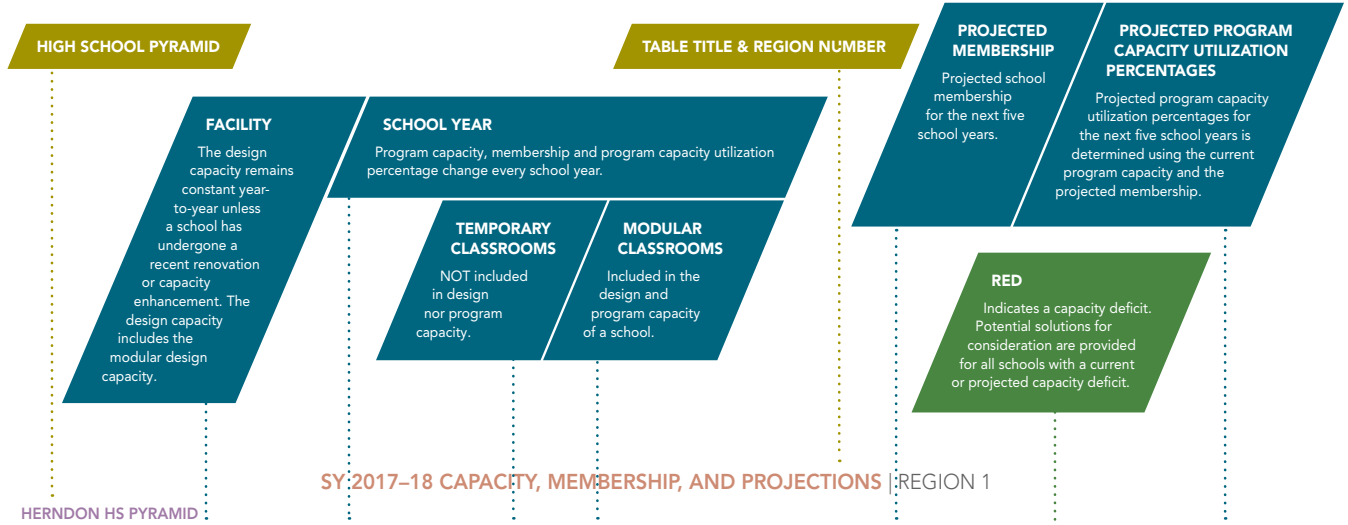 HIGH SCHOOL PYRAMID
TABLE TITLE & REGION NUMBER
PROJECTED
MEMBERSHIP
Projected school
membership
for the next five
school years.
PROJECTED PROGRAM
CAPACITY UTILIZATION
PERCENTAGES
Projected program capacity
utilization percentages for
the next five school years is
determined using the current
program capacity and the
projected membership.
FACILITY
The design
capacity remains
constant year-
to-year unless
a school has
undergone a
recent renovation
or capacity
enhancement. The
design capacity
includes the
modular design
capacity.
SCHOOL YEAR
Program capacity, membership and program capacity utilization
percentage change every school year.
TEMPORARY
CLASSROOMS
NOT included
in design
nor program
capacity.
MODULAR
CLASSROOMS
Included in the
design and
program capacity
of a school.
RED
Indicates a capacity deficit.
Potential solutions for
consideration are provided
for all schools with a current
or projected capacity deficit.
SY 2017–18 CAPACITY, MEMBERSHIP, AND PROJECTIONS | REGION 1
HERNDON HS PYRAMID